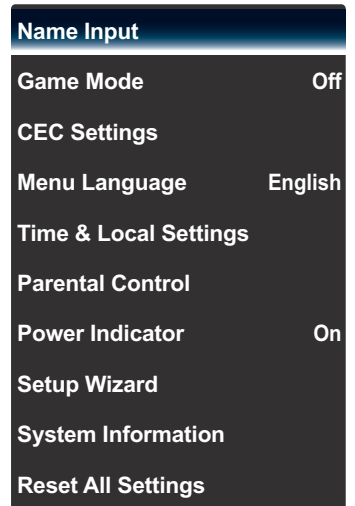 Name Input
Game Mode Off
CEC Settings
Menu Language English
Time & Local Settings
Parental Control
Power Indicator On
Setup Wizard
System Information
Reset All Settings